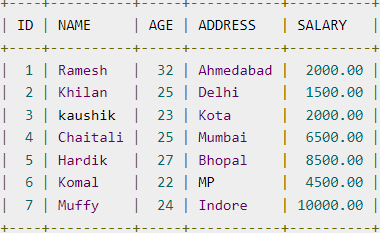 +----+----------+-----+-----------+----------+
| ID | NAME     | AGE | ADDRESS   | SALARY   |
+----+----------+-----+-----------+----------+
|  1 | Ramesh   |  32 | Ahmedabad |  2000.00 |
|  2 | Khilan   |  25 | Delhi     |  1500.00 |
|  3 | kaushik  |  23 | Kota      |  2000.00 |
|  4 | Chaitali |  25 | Mumbai    |  6500.00 |
|  5 | Hardik   |  27 | Bhopal    |  8500.00 |
|  6 | Komal    |  22 | MP        |  4500.00 |
|  7 | Muffy    |  24 | Indore    | 10000.00 |
+----+----------+-----+-----------+----------+